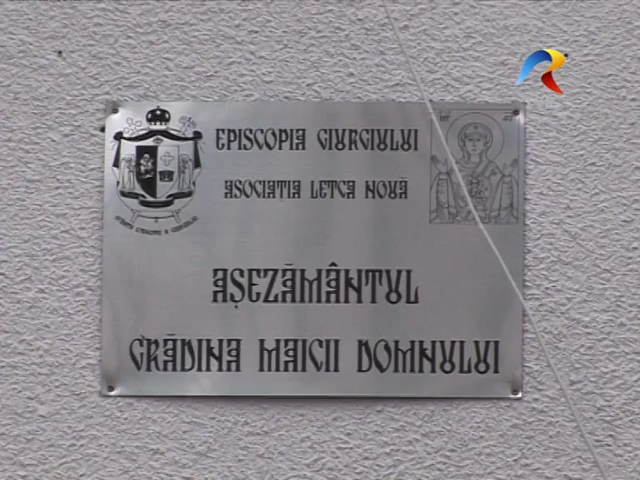 EPISCOPIA GIURGIULUI
ASOCIAȚIA LETCA NOUĂ
AȘEZĂMÂNTUL
GRĂDINA MAICII DOMNULUI